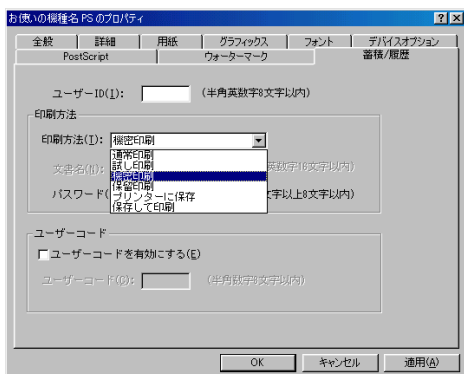 お使いの機種名 PS のプロパティ
全般 詳細 用紙 グラフィックス フォント デバイスオプション
PostScript ウォーターマーク 蓄積/履歴
ユーザーID(I): (半角英数字8文字以内)
印刷方法
印刷方法(T): 機密印刷
通常印刷
試し印刷
文書名(N): 機密印刷 英数字16文字以内)
保留印刷
パスワード( プリンターに保存 文字以上8文字以内)
保存して印刷
ユーザーコード
ユーザーコードを有効にする(E)
ユーザーコード(C): (半角数字8文字以内)
OK キャンセル 適用(A)